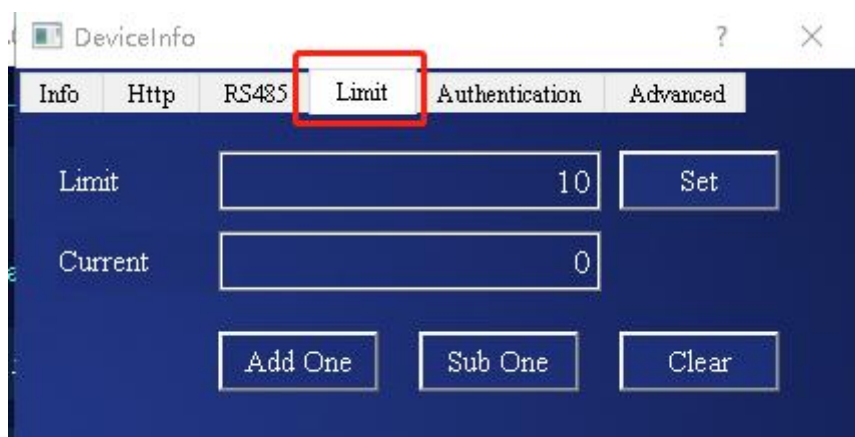 DeviceInfo ? ×
Info Http RS485 Limit Authentication Advanced
Limit 10 Set
Current 0
Add One Sub One Clear